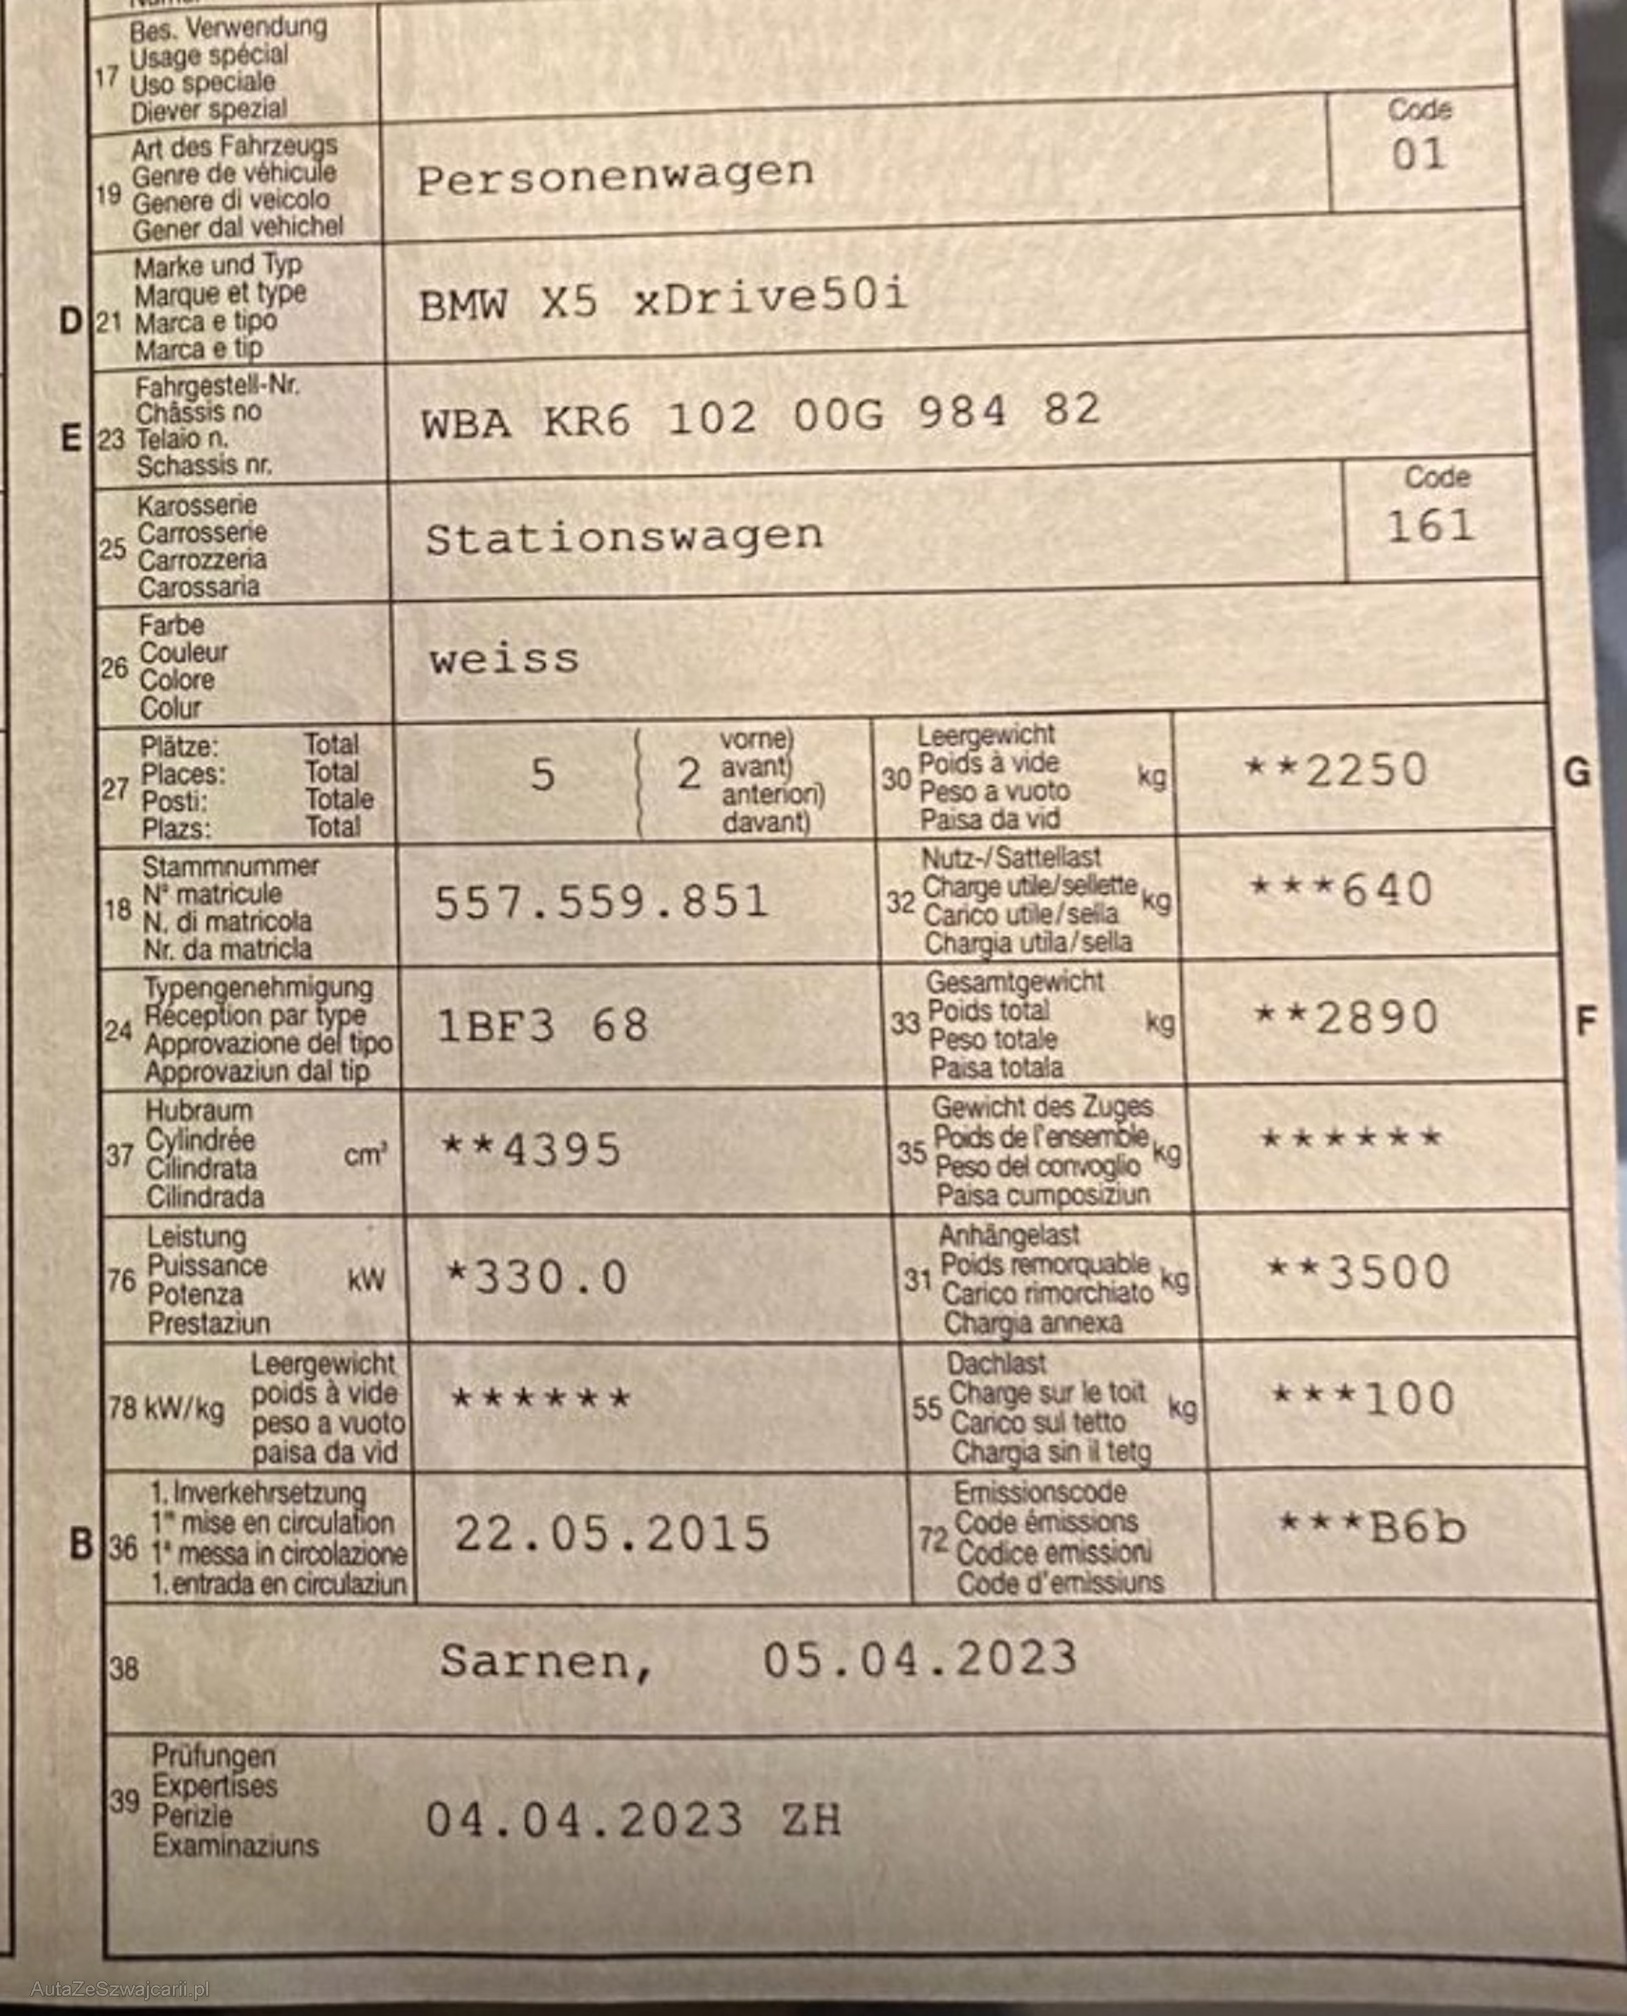 Bes. Verwendung
Usage spécial
17 Uso speciale
Diever spezial
Art des Fahrzeugs
Genre de véhicule
19 Genere di veicolo
Gener dal vehichel
Personenwagen
Code
01
Marke und Typ
Marque et type
D 21 Marca e tipo
Marca e tip
BMW X5 xDrive50i
Fahrgestell-Nr.
Châssis no
E 23 Telaio n.
Schassis nr.
WBA KR6 102 00G 984 82
Karosserie
Carrosserie
25 Carrozzeria
Carossaria
Stationswagen
Code
161
Farbe
Couleur
26 Colore
Colur
weiss
Plätze: Total
Places: Total
27 Posti: Totale
Plazs: Total
5 ( 2 vorne)
avant)
anteriori)
davant)
Leergewicht
30 Poids à vide kg
Peso a vuoto
Paisa da vid
**2250 G
Stammnummer
N° matricule
18 N. di matricola
Nr. da matricla
557.559.851
Nutz-/Sattellast
32 Charge utile/sellette kg
Carico utile/sella
Chargia utila/sella
***640
Typengenehmigung
Réception par type
24 Approvazione del tipo
Approvaziun dal tip
1BF3 68
Gesamtgewicht
33 Poids total kg
Peso totale
Paisa totala
**2890 F
Hubraum
37 Cylindrée cm³
Cilindrata
Cilindrada
**4395
Gewicht des Zuges
35 Poids de l'ensemble kg
Peso del convoglio
Paisa cumposiziun
******
Leistung
76 Puissance kW
Potenza
Prestaziun
*330.0
Anhängelast
31 Poids remorquable kg
Carico rimorchiato
Chargia annexa
**3500
Leergewicht
78 kW/kg poids à vide
peso a vuoto
paisa da vid
******
Dachlast
55 Charge sur le toit kg
Carico sul tetto
Chargia sin il tetg
***100
1. Inverkehrsetzung
1re mise en circulation
B 36 1a messa in circolazione
1. entrada en circulaziun
22.05.2015
Emissionscode
72 Code émissions
Codice emissioni
Code d'emissiuns
***B6b
38 Sarnen, 05.04.2023
Prüfungen
39 Expertises
Perizie
Examinaziuns
04.04.2023 ZH
AutaZeSzwajcarii.pl